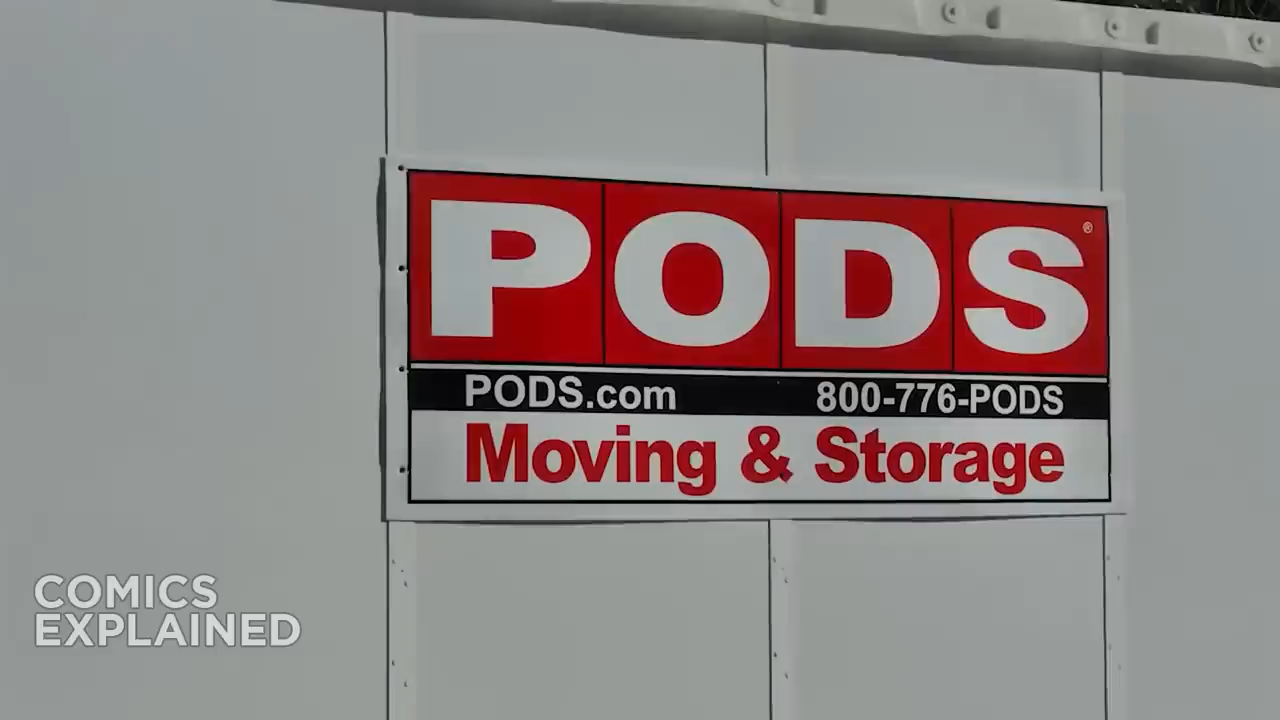 PODS®
PODS.com 800-776-PODS
Moving & Storage
COMICS
EXPLAINED